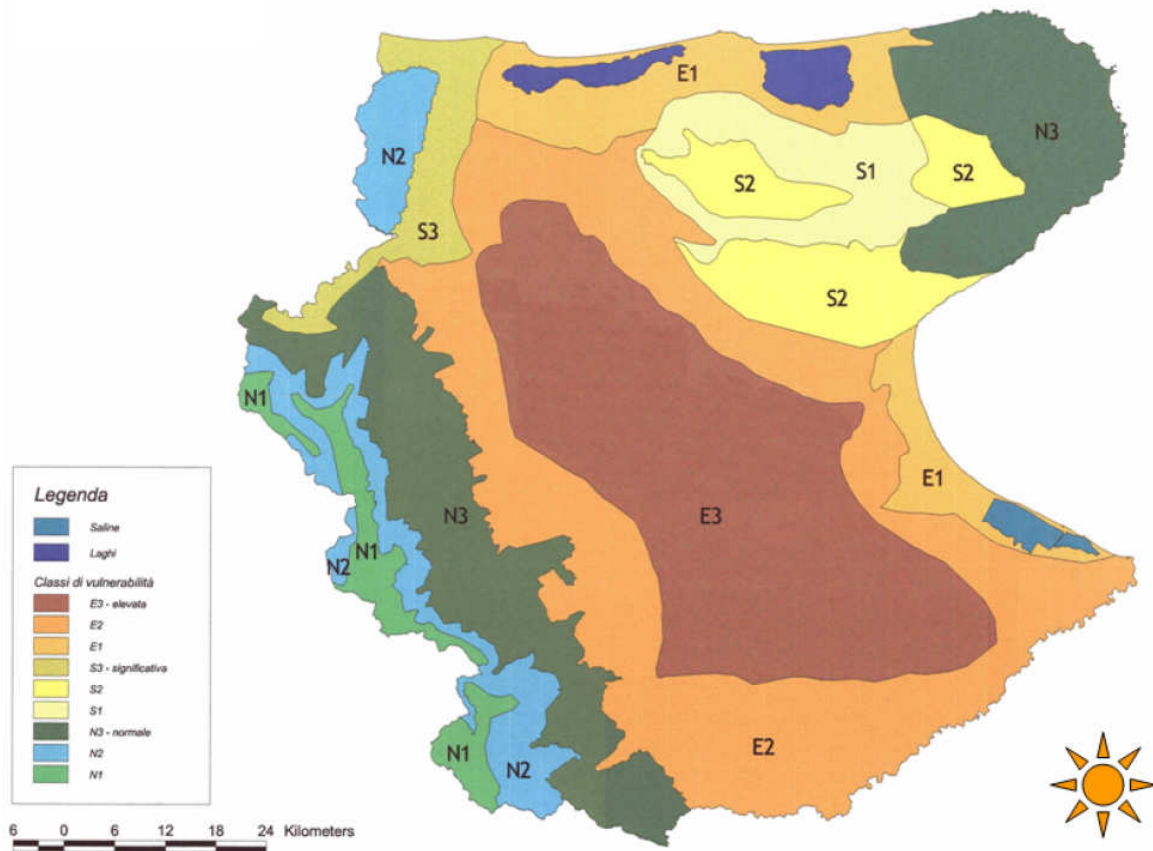 E1
N3
N2
S1
S2
S2
S3
S2
N1
E1
N3
E3
N1
N2
E2
N1
N2
Legenda
Saline
Laghi
Classi di vulnerabilità
E3 - elevata
E2
E1
S3 - significativa
S2
S1
N3 - normale
N2
N1
6 0 6 12 18 24 Kilometers